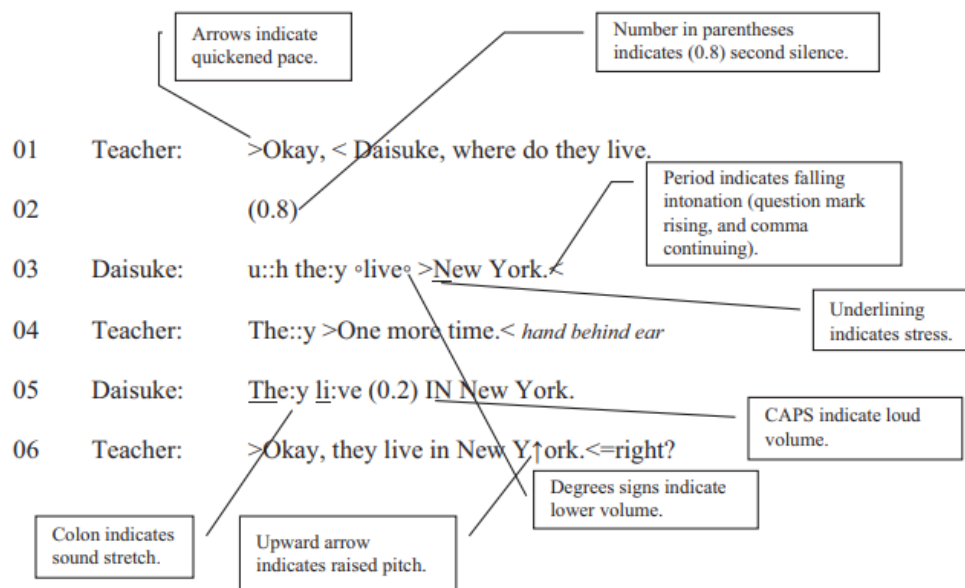 Arrows indicate
quickened pace.
Number in parentheses
indicates (0.8) second silence.
01 Teacher: >Okay, < Daisuke, where do they live.
Period indicates falling
intonation (question mark
rising, and comma
continuing).
02 (0.8)
03 Daisuke: u::h the:y ◦live◦ >New York.<
Underlining
indicates stress.
04 Teacher: The::y >One more time.< hand behind ear
05 Daisuke: The:y li:ve (0.2) IN New York.
CAPS indicate loud
volume.
06 Teacher: >Okay, they live in New Y↑ork.<=right?
Degrees signs indicate
lower volume.
Colon indicates
sound stretch.
Upward arrow
indicates raised pitch.